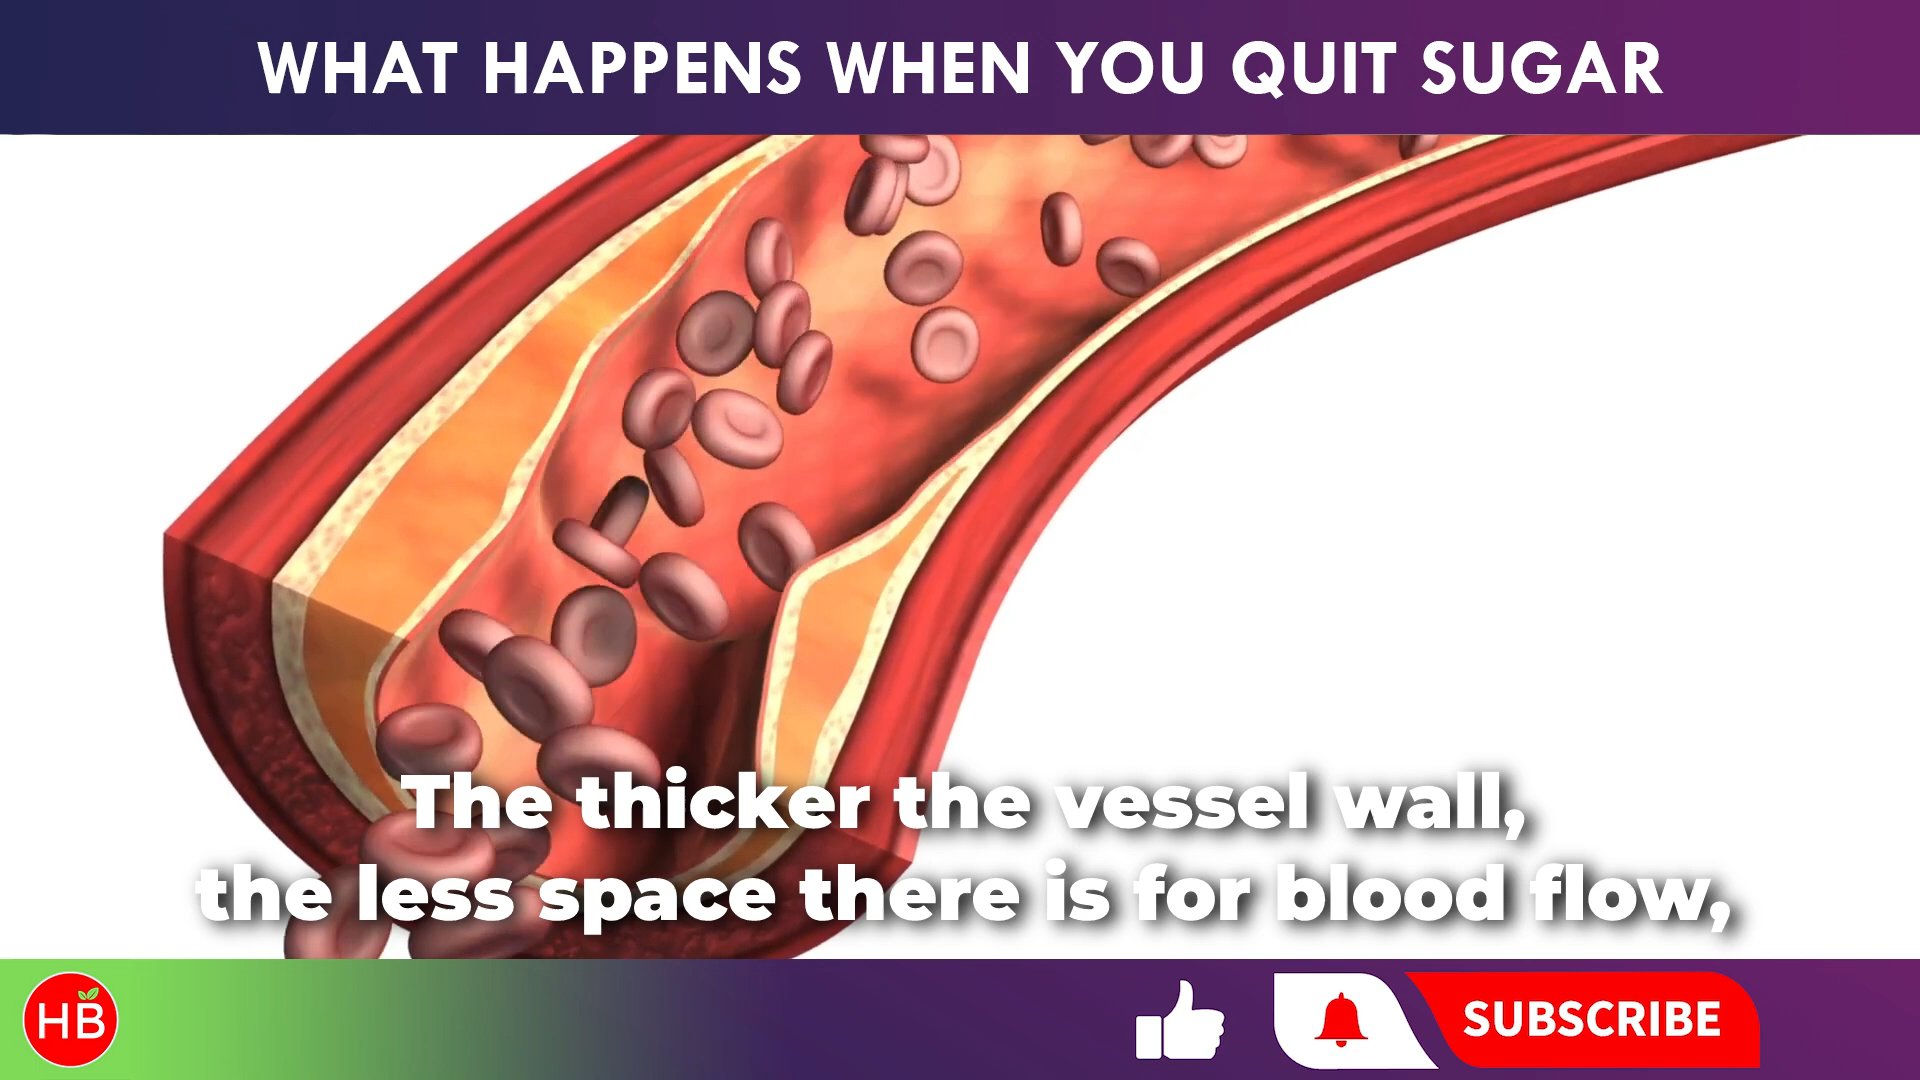 WHAT HAPPENS WHEN YOU QUIT SUGAR
The thicker the vessel wall,
the less space there is for blood flow,
HB
SUBSCRIBE